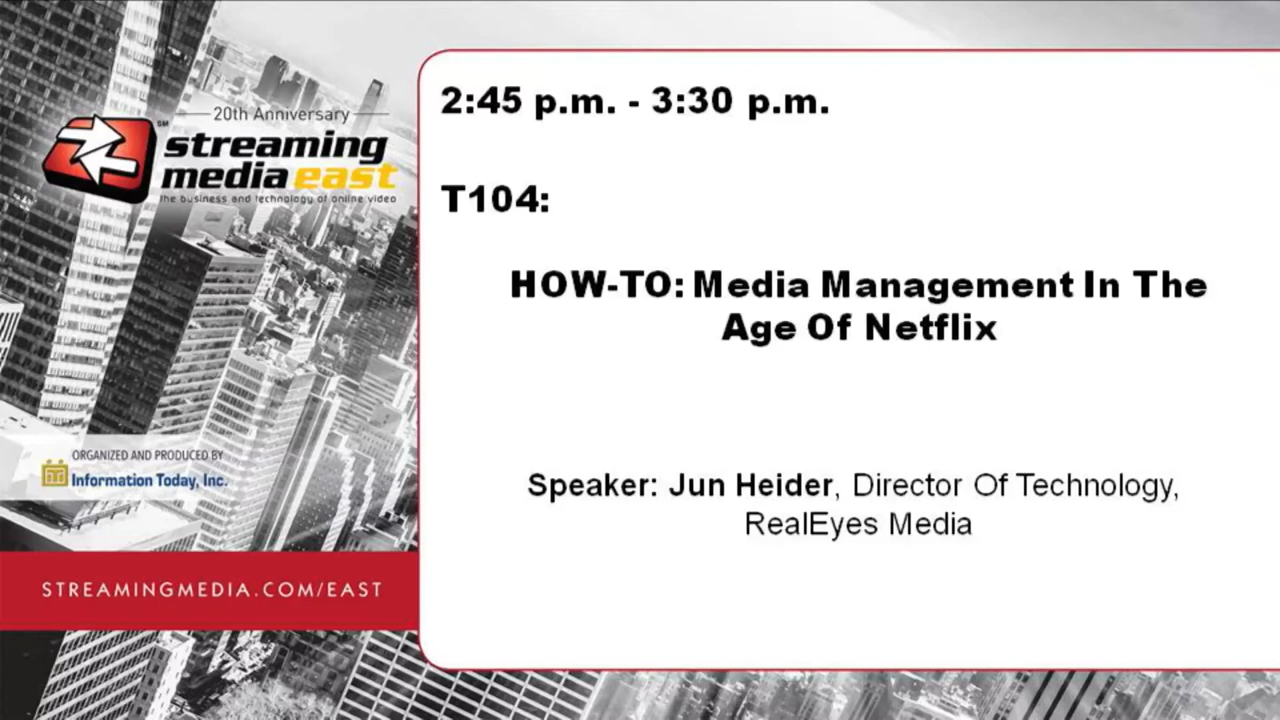 20th Anniversary
SM
streaming
media east
the business and technology of online video
ORGANIZED AND PRODUCED BY
Information Today, Inc.
STREAMINGMEDIA.COM/EAST
2:45 p.m. - 3:30 p.m.
T104:
HOW-TO: Media Management In The
Age Of Netflix
Speaker: Jun Heider, Director Of Technology,
RealEyes Media